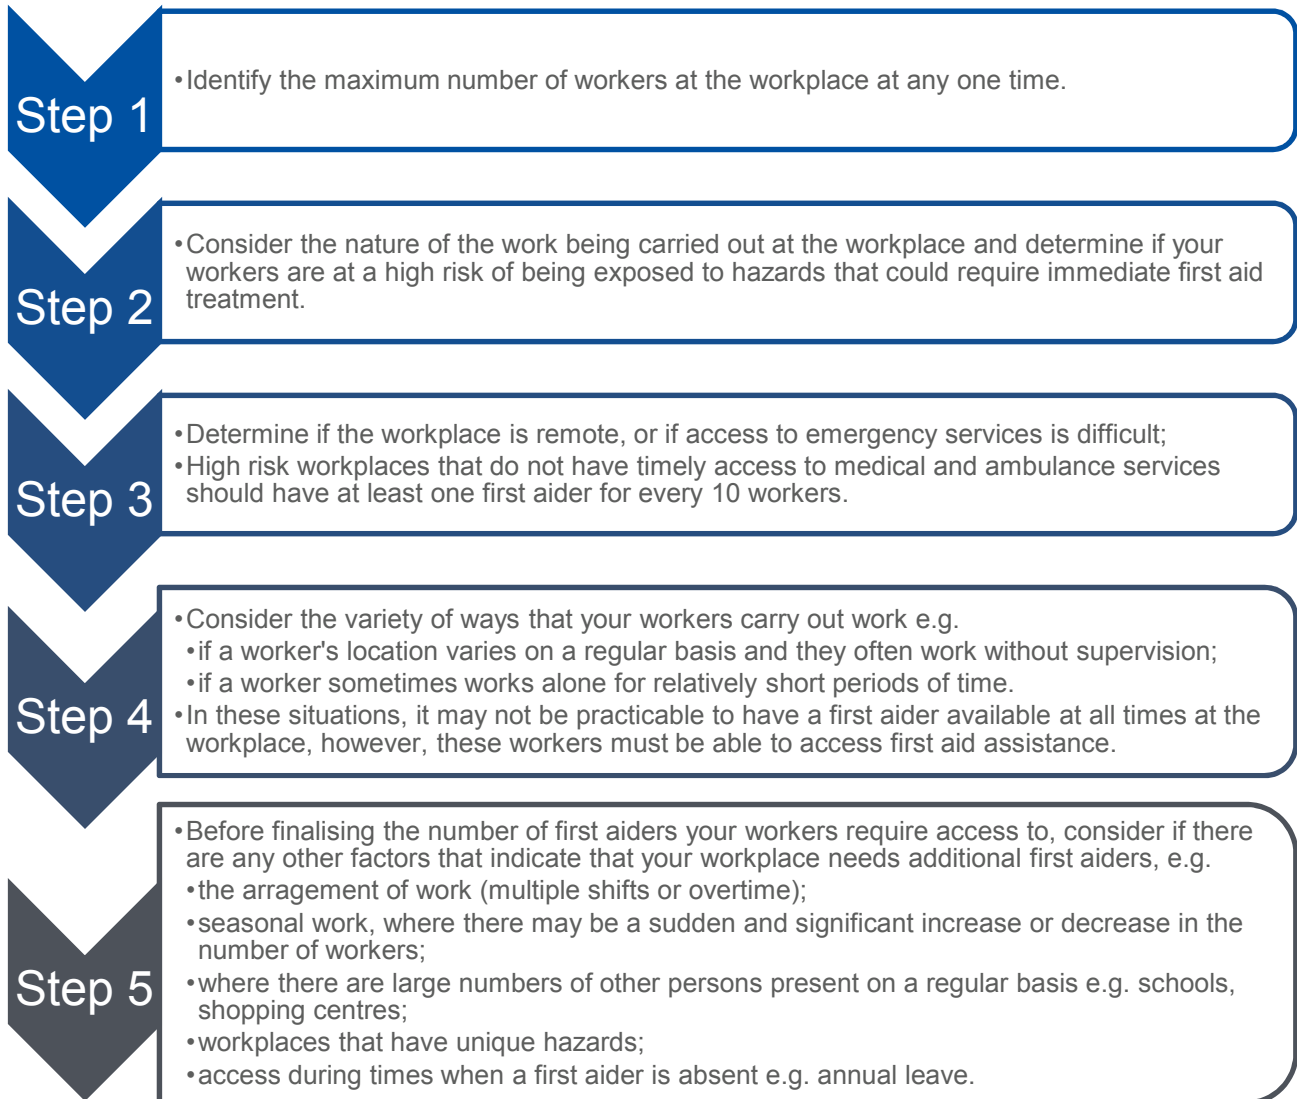 Step 1
•Identify the maximum number of workers at the workplace at any one time.
Step 2
•Consider the nature of the work being carried out at the workplace and determine if your
workers are at a high risk of being exposed to hazards that could require immediate first aid
treatment.
Step 3
•Determine if the workplace is remote, or if access to emergency services is difficult;
•High risk workplaces that do not have timely access to medical and ambulance services
should have at least one first aider for every 10 workers.
Step 4
•Consider the variety of ways that your workers carry out work e.g.
•if a worker's location varies on a regular basis and they often work without supervision;
•if a worker sometimes works alone for relatively short periods of time.
•In these situations, it may not be practicable to have a first aider available at all times at the
workplace, however, these workers must be able to access first aid assistance.
Step 5
•Before finalising the number of first aiders your workers require access to, consider if there
are any other factors that indicate that your workplace needs additional first aiders, e.g.
•the arragement of work (multiple shifts or overtime);
•seasonal work, where there may be a sudden and significant increase or decrease in the
number of workers;
•where there are large numbers of other persons present on a regular basis e.g. schools,
shopping centres;
•workplaces that have unique hazards;
•access during times when a first aider is absent e.g. annual leave.